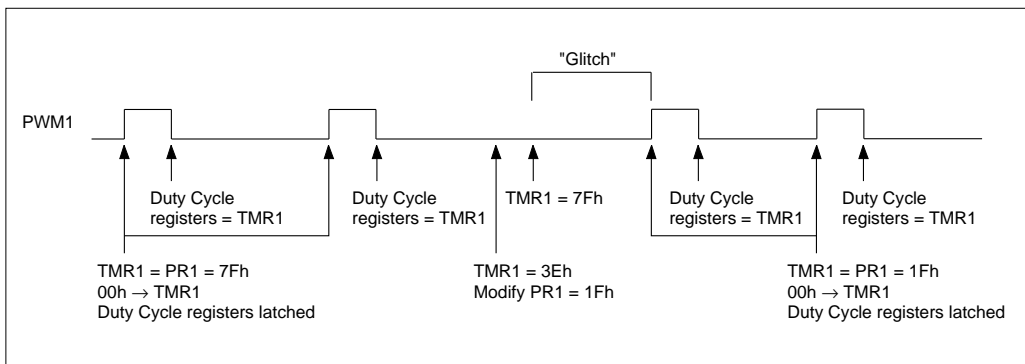 "Glitch"
PWM1
Duty Cycle
registers = TMR1
Duty Cycle
registers = TMR1
TMR1 = 7Fh
Duty Cycle
registers = TMR1
Duty Cycle
registers = TMR1
TMR1 = PR1 = 7Fh
00h → TMR1
Duty Cycle registers latched
TMR1 = 3Eh
Modify PR1 = 1Fh
TMR1 = PR1 = 1Fh
00h → TMR1
Duty Cycle registers latched